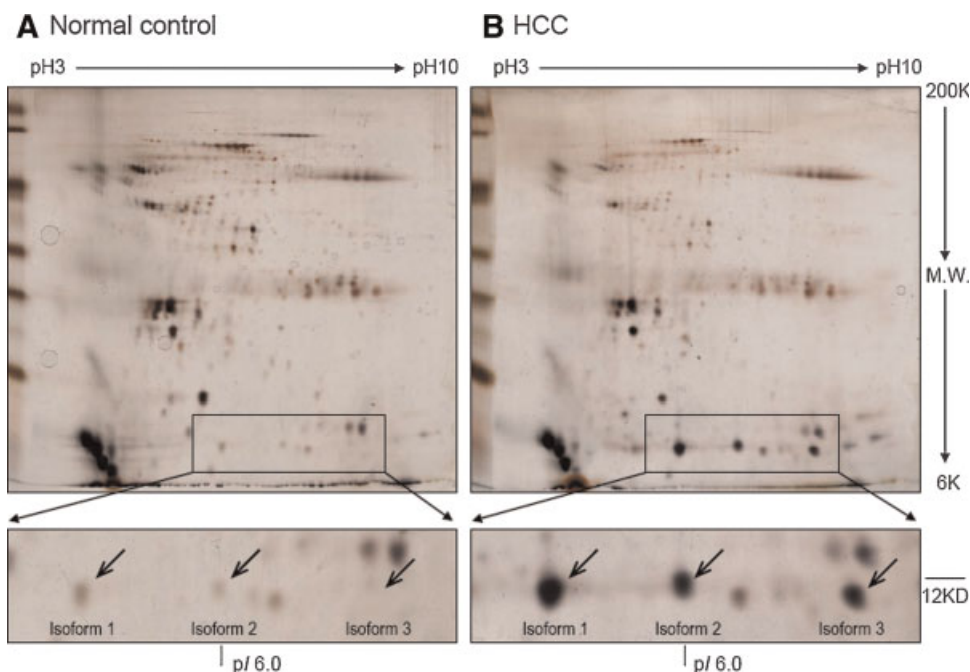 A Normal control
B HCC
pH3
pH10
pH3
pH10
200K
M.W.
6K
Isoform 1
Isoform 2
Isoform 3
Isoform 1
Isoform 2
Isoform 3
12KD
pI 6.0
pI 6.0